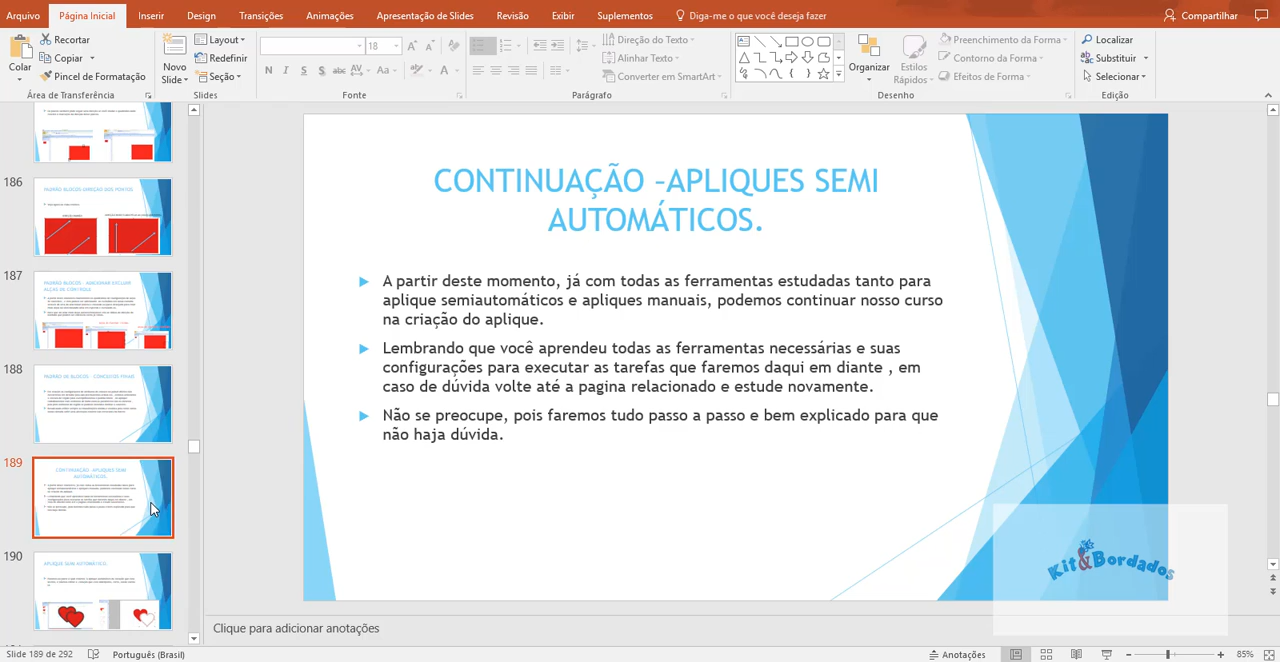 Arquivo Página Inicial Inserir Design Transições Animações Apresentação de Slides Revisão Exibir Suplementos Diga-me o que você deseja fazer Compartilhar
Colar Recortar Copiar Pincel de Formatação
Novo Slide Layout Redefinir Seção
18
N I S S abc AV Aa A
Direção do Texto
Alinhar Texto
Converter em SmartArt
Organizar Estilos Rápidos
Preenchimento da Forma
Contorno da Forma
Efeitos de Forma
Localizar
Substituir
Selecionar
Área de Transferência Slides Fonte Parágrafo Desenho Edição
186
187
188
189
190
CONTINUAÇÃO –APLIQUES SEMI
AUTOMÁTICOS.
A partir deste momento, já com todas as ferramentas estudadas tanto para
aplique semiautomáticos e apliques manuais, podemos continuar nosso curso
na criação do aplique.
Lembrando que você aprendeu todas as ferramentas necessárias e suas
configurações para executar as tarefas que faremos daqui em diante , em
caso de dúvida volte até a pagina relacionado e estude novamente.
Não se preocupe, pois faremos tudo passo a passo e bem explicado para que
não haja dúvida.
Kit&Bordados
Clique para adicionar anotações
Slide 189 de 292 Português (Brasil) Anotações 85%